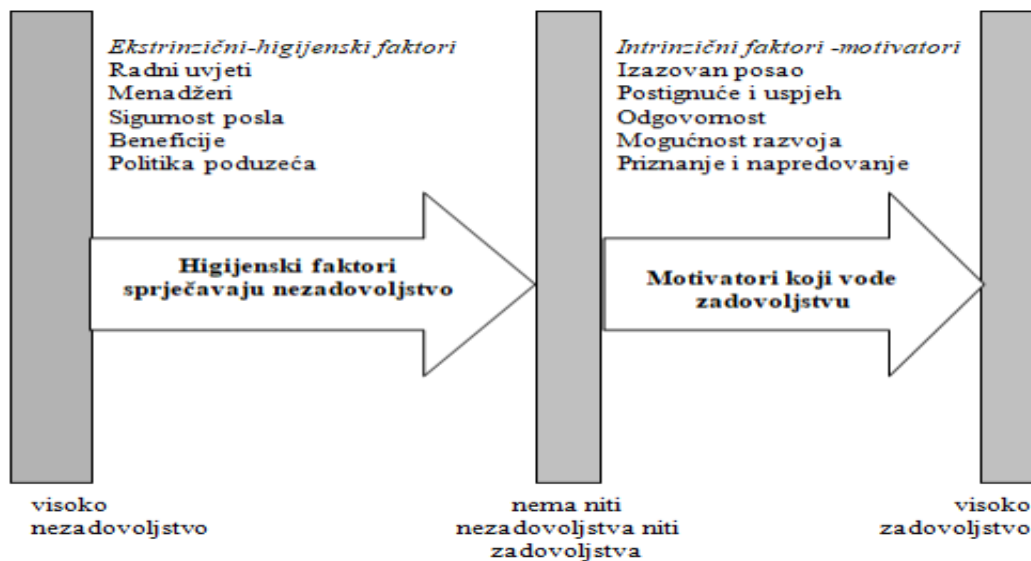 Ekstrinzični-higijenski faktori
Radni uvjeti
Menadžeri
Sigurnost posla
Beneficije
Politika poduzeća
Intrinzični faktori -motivatori
Izazovan posao
Postignuće i uspjeh
Odgovornost
Mogućnost razvoja
Priznanje i napredovanje
Higijenski faktori
sprječavaju nezadovoljstvo
Motivatori koji vode
zadovoljstvu
visoko
nezadovoljstvo
nema niti
nezadovoljstva niti
zadovoljstva
visoko
zadovoljstvo